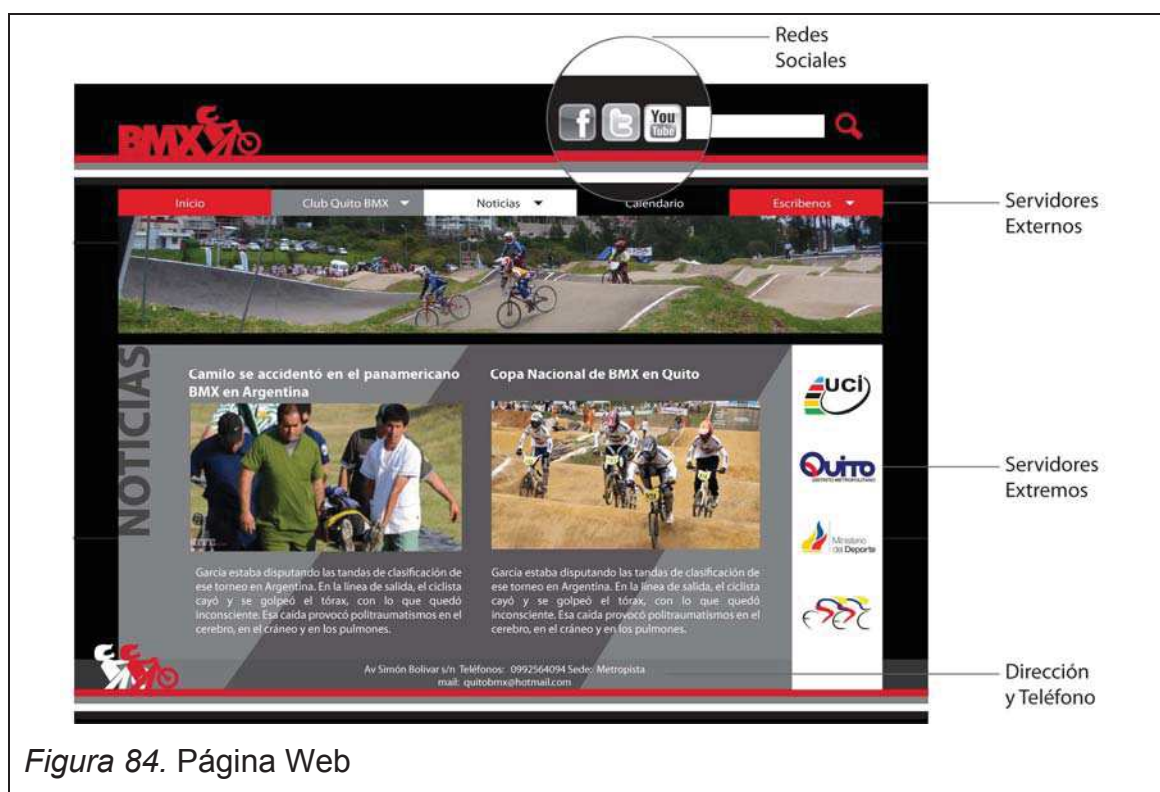 Redes
Sociales
BMX
f
t
You
Tube
Inicio
Club Quito BMX
Noticias
Calendario
Escríbenos
Servidores
Externos
NOTICIAS
Camilo se accidentó en el panamericano
BMX en Argentina
Copa Nacional de BMX en Quito
UCi
Quito
DISTRITO METROPOLITANO
Servidores
Extremos
Ministerio
del Deporte
García estaba disputando las tandas de clasificación de
ese torneo en Argentina. En la línea de salida, el ciclista
cayó y se golpeó el tórax, con lo que quedó
inconsciente. Esa caída provocó politraumatismos en el
cerebro, en el cráneo y en los pulmones.
García estaba disputando las tandas de clasificación de
ese torneo en Argentina. En la línea de salida, el ciclista
cayó y se golpeó el tórax, con lo que quedó
inconsciente. Esa caída provocó politraumatismos en el
cerebro, en el cráneo y en los pulmones.
Av Simón Bolivar s/n Teléfonos: 0992564094 Sede: Metropista
mail: quitobmx@hotmail.com
Dirección
y Teléfono
Figura 84. Página Web